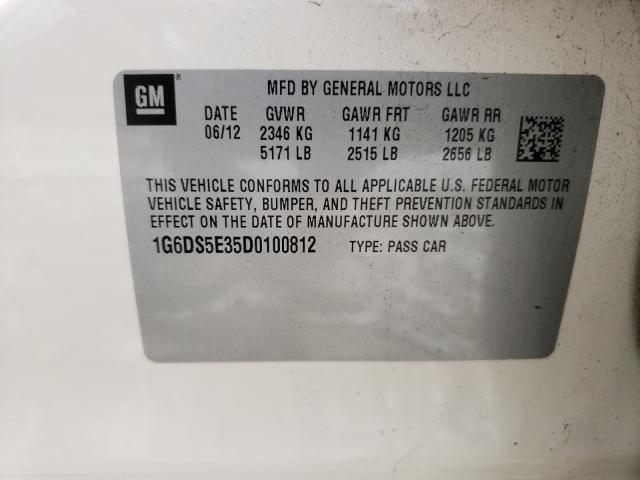 GM
®
MFD BY GENERAL MOTORS LLC
DATE GVWR GAWR FRT GAWR RR
06/12 2346 KG 1141 KG 1205 KG
5171 LB 2515 LB 2656 LB
THIS VEHICLE CONFORMS TO ALL APPLICABLE U.S. FEDERAL MOTOR
VEHICLE SAFETY, BUMPER, AND THEFT PREVENTION STANDARDS IN
EFFECT ON THE DATE OF MANUFACTURE SHOWN ABOVE.
1G6DS5E35D0100812 TYPE: PASS CAR